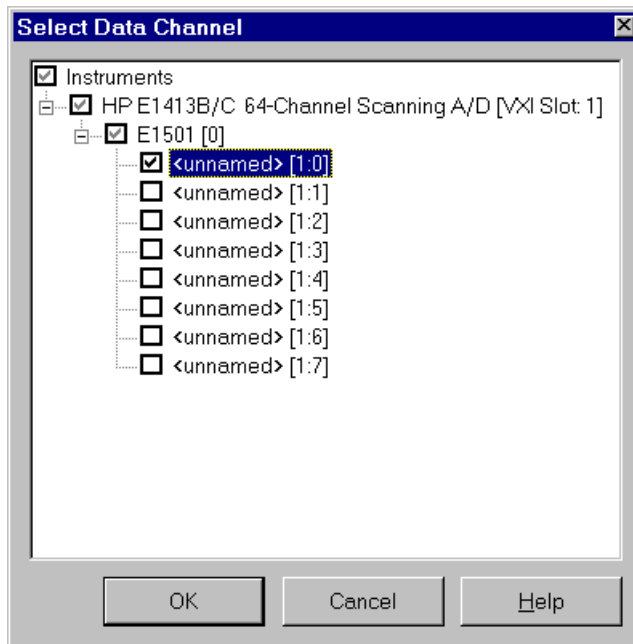 Select Data Channel
Instruments
HP E1413B/C 64-Channel Scanning A/D [VXI Slot: 1]
E1501 [0]
<unnamed> [1:0]
<unnamed> [1:1]
<unnamed> [1:2]
<unnamed> [1:3]
<unnamed> [1:4]
<unnamed> [1:5]
<unnamed> [1:6]
<unnamed> [1:7]
OK Cancel Help